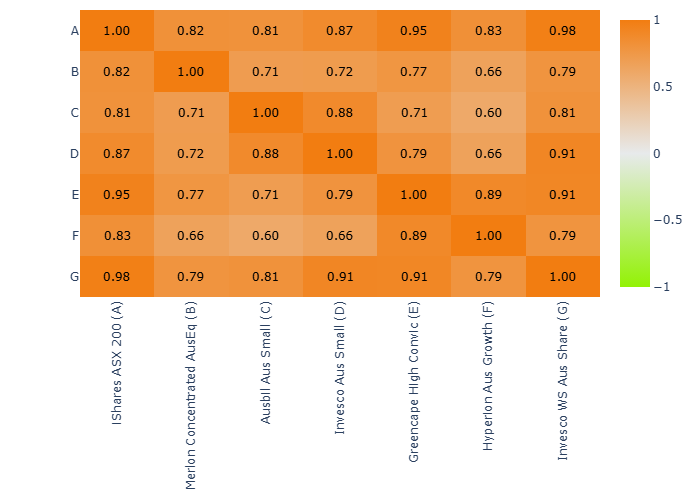 A 1.00 0.82 0.81 0.87 0.95 0.83 0.98
B 0.82 1.00 0.71 0.72 0.77 0.66 0.79
C 0.81 0.71 1.00 0.88 0.71 0.60 0.81
D 0.87 0.72 0.88 1.00 0.79 0.66 0.91
E 0.95 0.77 0.71 0.79 1.00 0.89 0.91
F 0.83 0.66 0.60 0.66 0.89 1.00 0.79
G 0.98 0.79 0.81 0.91 0.91 0.79 1.00
IShares ASX 200 (A)
Merlon Concentrated AusEq (B)
Ausbil Aus Small (C)
Invesco Aus Small (D)
Greencape High Convic (E)
Hyperion Aus Growth (F)
Invesco WS Aus Share (G)
1
0.5
0
−0.5
−1